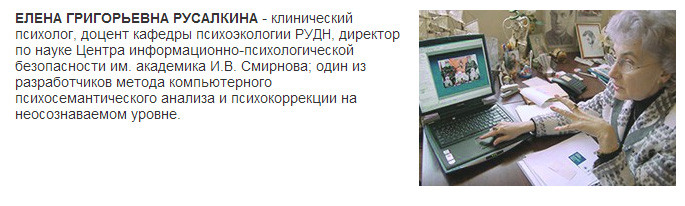 ЕЛЕНА ГРИГОРЬЕВНА РУСАЛКИНА - клинический
психолог, доцент кафедры психоэкологии РУДН, директор
по науке Центра информационно-психологической
безопасности им. академика И.В. Смирнова; один из
разработчиков метода компьютерного
психосемантического анализа и психокоррекции на
неосознаваемом уровне.